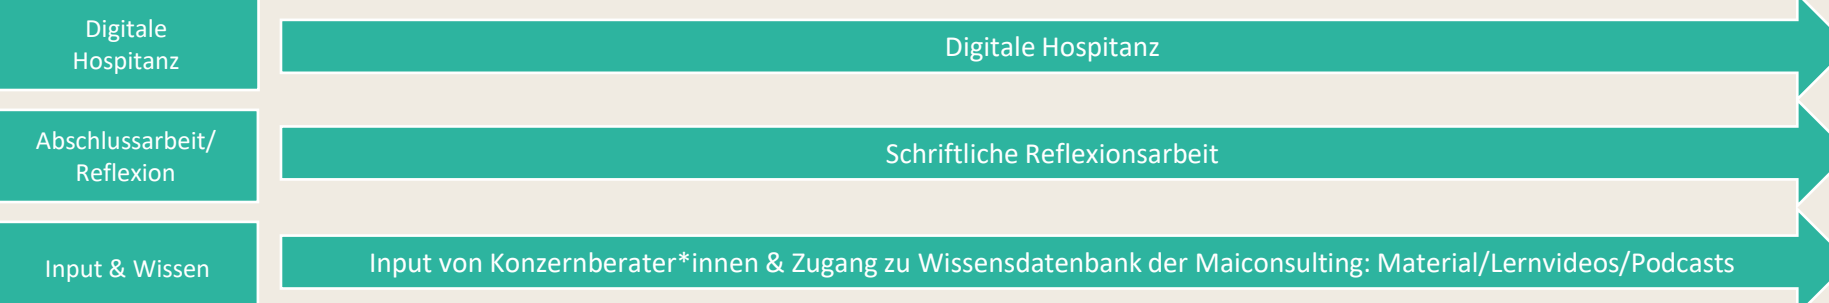 Digitale
Hospitanz
Digitale Hospitanz
Abschlussarbeit/
Reflexion
Schriftliche Reflexionsarbeit
Input & Wissen
Input von Konzernberater*innen & Zugang zu Wissensdatenbank der Maiconsulting: Material/Lernvideos/Podcasts